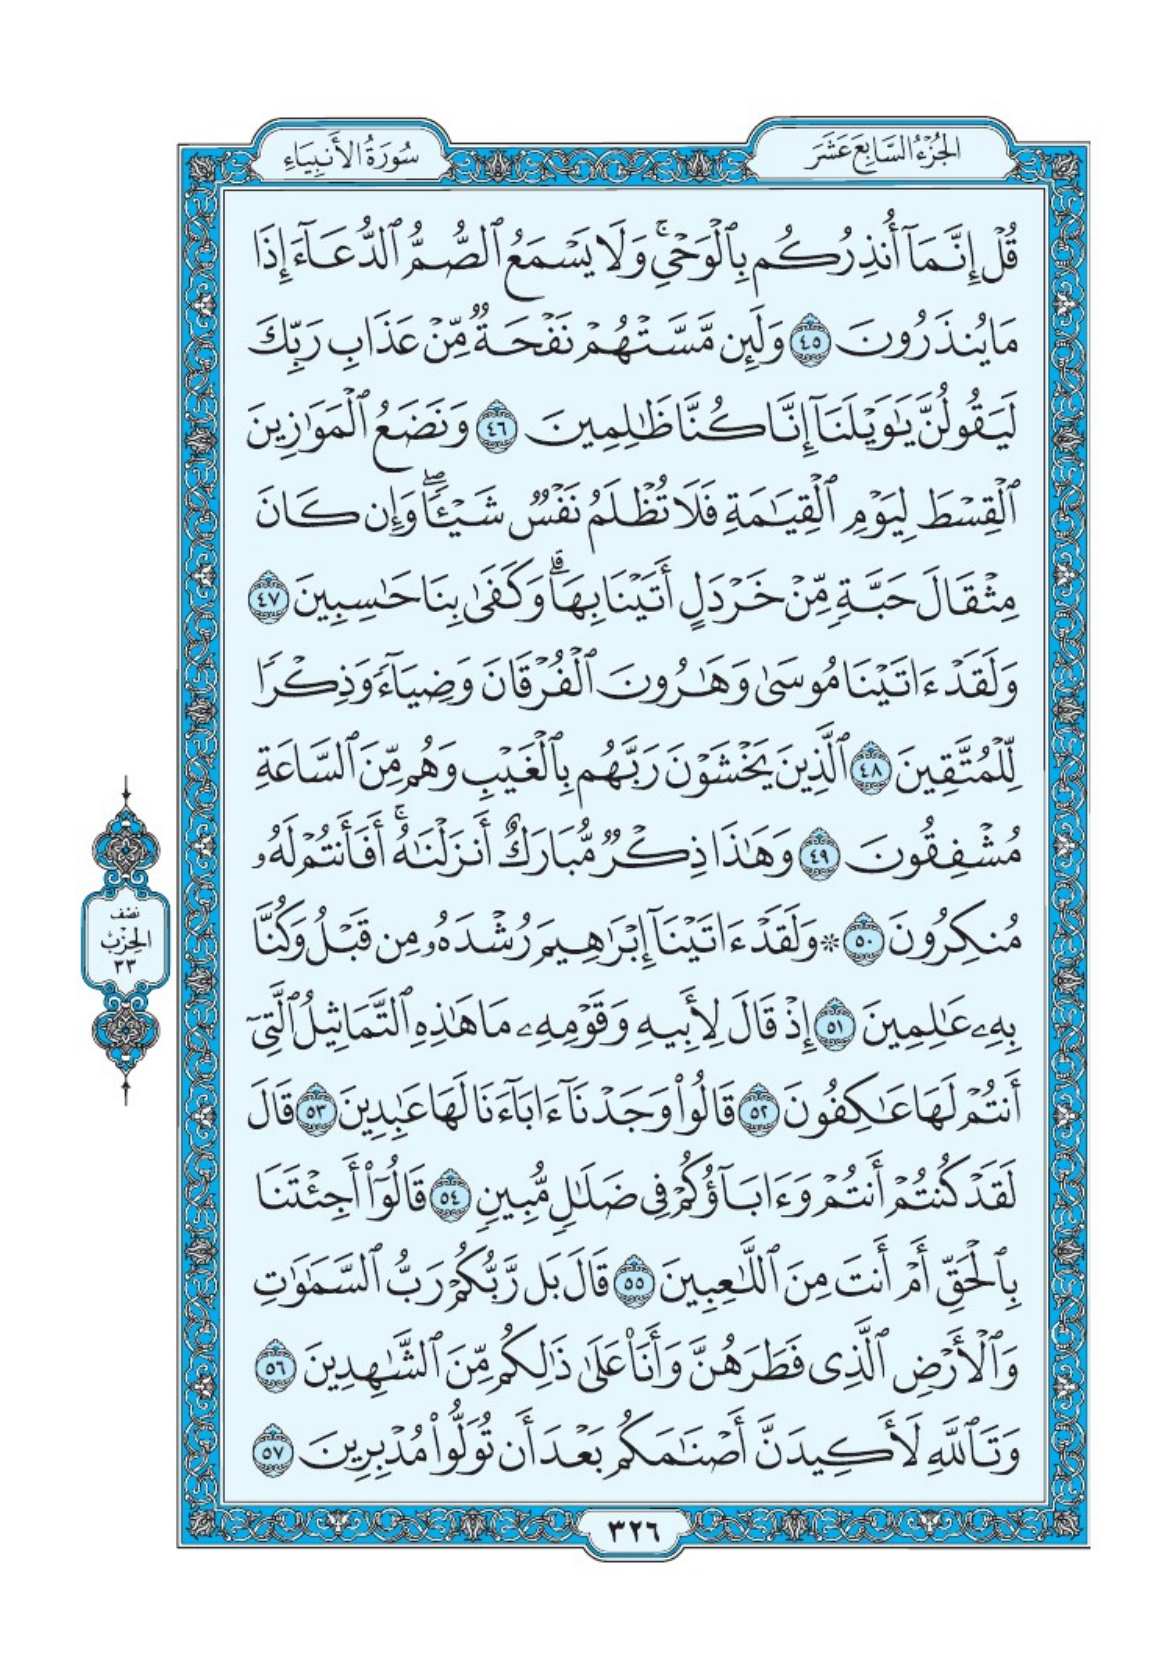 الجُزْءُ السَّابِعَ عَشَرَ
سُورَةُ الأَنبِيَاءِ
قُلۡ إِنَّمَآ أُنذِرُكُم بِٱلۡوَحۡيِۚ وَلَا يَسۡمَعُ ٱلصُّمُّ ٱلدُّعَآءَ إِذَا
مَا يُنذَرُونَ ٤٥ وَلَئِن مَّسَّتۡهُمۡ نَفۡحَةٞ مِّنۡ عَذَابِ رَبِّكَ
لَيَقُولُنَّ يَٰوَيۡلَنَآ إِنَّا كُنَّا ظَٰلِمِينَ ٤٦ وَنَضَعُ ٱلۡمَوَٰزِينَ
ٱلۡقِسۡطَ لِيَوۡمِ ٱلۡقِيَٰمَةِ فَلَا تُظۡلَمُ نَفۡسٞ شَيۡـٔٗاۖ وَإِن كَانَ
مِثۡقَالَ حَبَّةٖ مِّنۡ خَرۡدَلٍ أَتَيۡنَا بِهَاۗ وَكَفَىٰ بِنَا حَٰسِبِينَ ٤٧
وَلَقَدۡ ءَاتَيۡنَا مُوسَىٰ وَهَٰرُونَ ٱلۡفُرۡقَانَ وَضِيَآءٗ وَذِكۡرٗا
لِّلۡمُتَّقِينَ ٤٨ ٱلَّذِينَ يَخۡشَوۡنَ رَبَّهُم بِٱلۡغَيۡبِ وَهُم مِّنَ ٱلسَّاعَةِ
مُشۡفِقُونَ ٤٩ وَهَٰذَا ذِكۡرٞ مُّبَارَكٌ أَنزَلۡنَٰهُۚ أَفَأَنتُمۡ لَهُۥ
مُنكِرُونَ ٥٠ ۞ وَلَقَدۡ ءَاتَيۡنَآ إِبۡرَٰهِيمَ رُشۡدَهُۥ مِن قَبۡلُ وَكُنَّا
بِهِۦ عَٰلِمِينَ ٥١ إِذۡ قَالَ لِأَبِيهِ وَقَوۡمِهِۦ مَا هَٰذِهِ ٱلتَّمَاثِيلُ ٱلَّتِيٓ
أَنتُمۡ لَهَا عَٰكِفُونَ ٥٢ قَالُواْ وَجَدۡنَآ ءَابَآءَنَا لَهَا عَٰبِدِينَ ٥٣ قَالَ
لَقَدۡ كُنتُمۡ أَنتُمۡ وَءَابَآؤُكُمۡ فِي ضَلَٰلٖ مُّبِينٖ ٥٤ قَالُوٓاْ أَجِئۡتَنَا
بِٱلۡحَقِّ أَمۡ أَنتَ مِنَ ٱللَّٰعِبِينَ ٥٥ قَالَ بَل رَّبُّكُمۡ رَبُّ ٱلسَّمَٰوَٰتِ
وَٱلۡأَرۡضِ ٱلَّذِي فَطَرَهُنَّ وَأَنَا۠ عَلَىٰ ذَٰلِكُم مِّنَ ٱلشَّٰهِدِينَ ٥٦
وَتَٱللَّهِ لَأَكِيدَنَّ أَصۡنَٰمَكُم بَعۡدَ أَن تُوَلُّواْ مُدۡبِرِينَ ٥٧
نصْف
الحِزْب
٣٣
٣٢٦